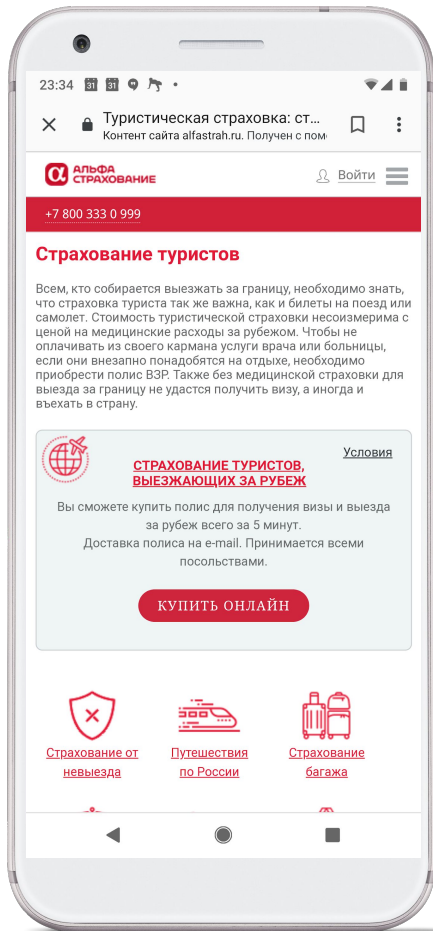 23:34
31
31
Туристическая страховка: ст...
Контент сайта alfastrah.ru. Получен с пом
АЛЬФА
СТРАХОВАНИЕ
Войти
+7 800 333 0 999
Страхование туристов
Всем, кто собирается выезжать за границу, необходимо знать,
что страховка туриста так же важна, как и билеты на поезд или
самолет. Стоимость туристической страховки несоизмерима с
ценой на медицинские расходы за рубежом. Чтобы не
оплачивать из своего кармана услуги врача или больницы,
если они внезапно понадобятся на отдыхе, необходимо
приобрести полис ВЗР. Также без медицинской страховки для
выезда за границу не удастся получить визу, а иногда и
въехать в страну.
Условия
СТРАХОВАНИЕ ТУРИСТОВ,
ВЫЕЗЖАЮЩИХ ЗА РУБЕЖ
Вы сможете купить полис для получения визы и выезда
за рубеж всего за 5 минут.
Доставка полиса на e-mail. Принимается всеми
посольствами.
КУПИТЬ ОНЛАЙН
Страхование от
невыезда
Путешествия
по России
Страхование
багажа